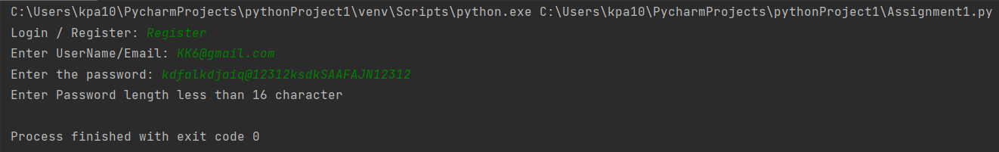 C:\Users\kpa10\PycharmProjects\pythonProject1\venv\Scripts\python.exe C:\Users\kpa10\PycharmProjects\pythonProject1\Assignment1.py
Login / Register: Register
Enter UserName/Email: KK6@gmail.com
Enter the password: kdfalkdjaiq@12312ksdkSAAFAJN12312
Enter Password length less than 16 character
Process finished with exit code 0